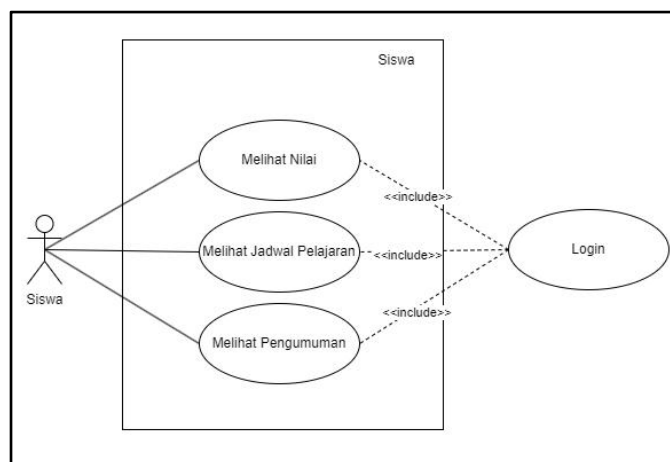 Siswa
Melihat Nilai
<<include>>
Melihat Jadwal Pelajaran
<<include>>
Login
Siswa
<<include>>
Melihat Pengumuman